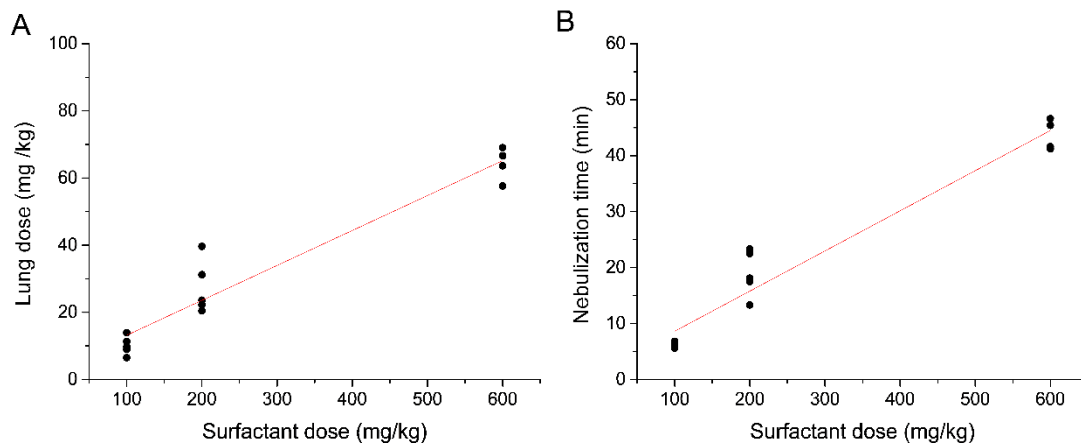 A
100
80
60
40
20
0
Lung dose (mg /kg)
100 200 300 400 500 600
Surfactant dose (mg/kg)
B
60
50
40
30
20
10
0
Nebulization time (min)
100 200 300 400 500 600
Surfactant dose (mg/kg)